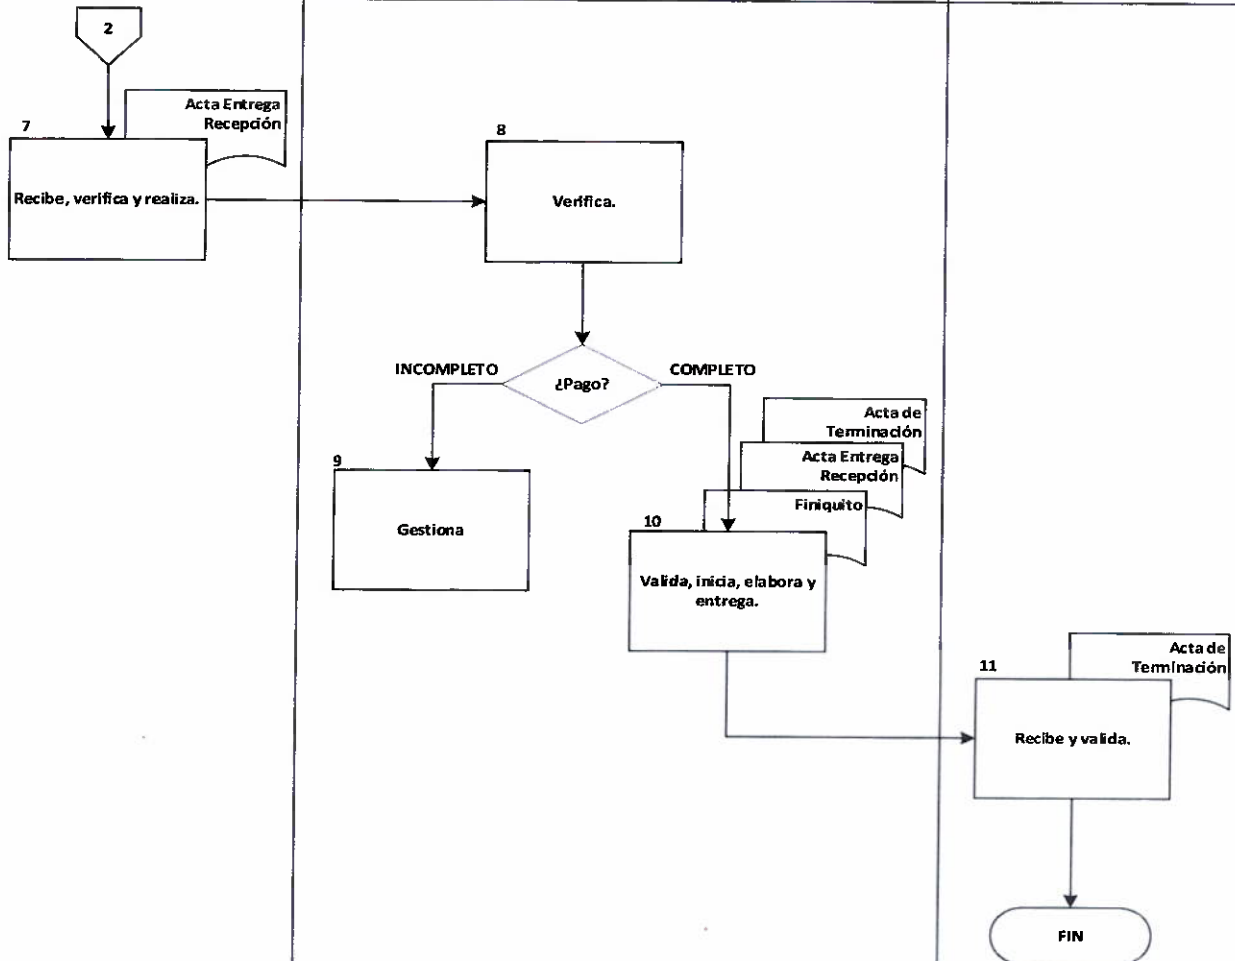 2
Acta Entrega
Recepción
7
Recibe, verifica y realiza.
8
Verifica.
INCOMPLETO
¿Pago?
COMPLETO
Acta de
Terminación
Acta Entrega
Recepción
Finiquito
9
Gestiona
10
Valida, inicia, elabora y
entrega.
Acta de
Terminación
11
Recibe y valida.
FIN